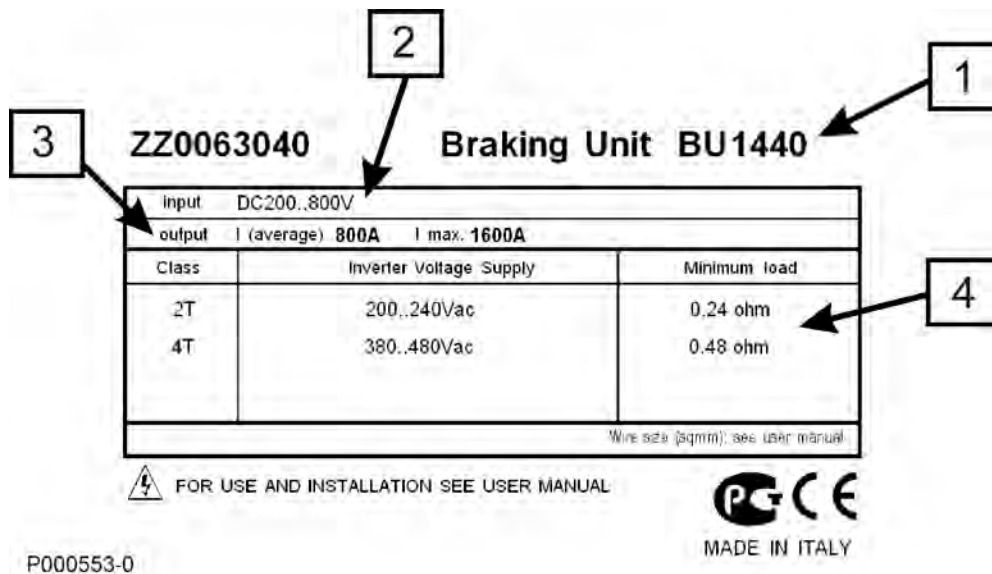 2
1
3
ZZ0063040 Braking Unit BU1440
input DC200..800V
output I (average) 800A I max. 1600A
Class Inverter Voltage Supply Minimum load
4
2T 200..240Vac 0.24 ohm
4T 380..480Vac 0.48 ohm
Wire size (sqmm): see user manual
FOR USE AND INSTALLATION SEE USER MANUAL
PG CE
MADE IN ITALY
P000553-0